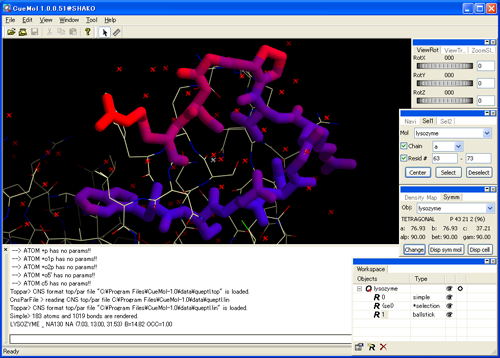 CueMol 1.0.0.51#SHAKO
File Edit View Window Tool Help
ViewRot ViewTr.. ZoomSl..
RotX 000
0
RotY 000
0
RotZ 000
0
Navi Sel1 Sel2
Mol lysozyme
Chain a
Resid # 63 - 73
Center Select Deselect
Density Map Symm
Obj: lysozyme
TETRAGONAL P 43 21 2 (96)
a: 76.93 b: 76.93 c: 37.21
alp: 90.00 bet: 90.00 gam: 90.00
Change Disp sym mol Disp cell
---> ATOM *p has no params!!
---> ATOM *o1p has no params!!
---> ATOM *o2p has no params!!
---> ATOM *o5' has no params!!
---> ATOM c5 has no params!!
Toppar> CNS format top/par file "C:¥Program Files¥CueMol-1.0¥data¥queptl.top" is loaded.
CnsParFile> reading CNS top/par file C:¥Program Files¥CueMol-1.0¥data¥queptl.lin
Toppar> CNS format top/par file "C:¥Program Files¥CueMol-1.0¥data¥queptl.lin" is loaded.
Simple> 183 atoms and 1019 bonds are rendered.
LYSOZYME , NA130 NA (7.03, 13.00, 31.53) B=14.82 OCC=1.00
Workspace
Objects Type
lysozyme
0 simple
(sel) *selection
1 ballstick
Ready